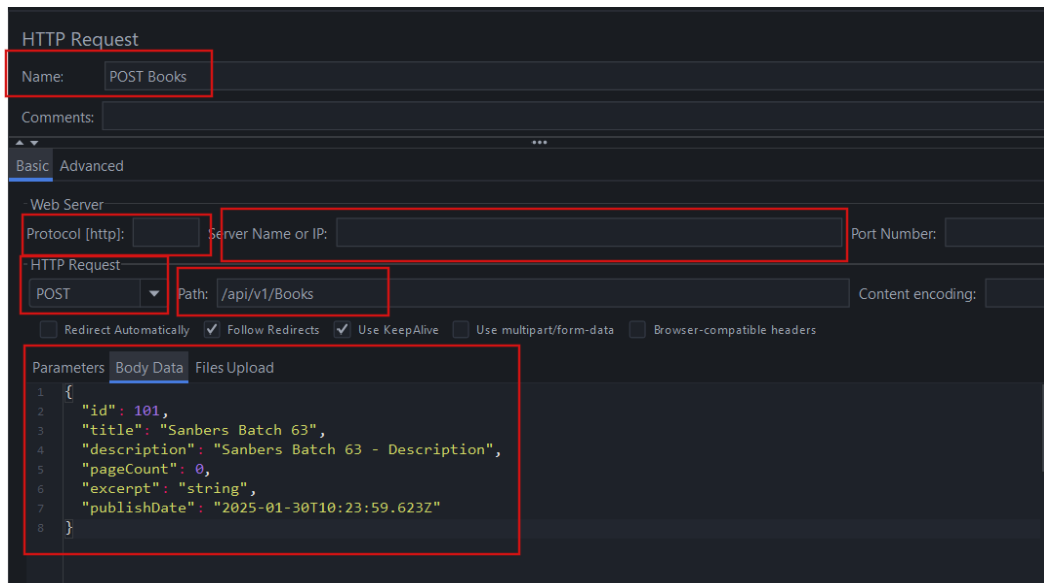 HTTP Request
Name: POST Books
Comments:
Basic Advanced
Web Server
Protocol [http]: Server Name or IP: Port Number:
HTTP Request
POST Path: /api/v1/Books Content encoding:
Redirect Automatically Follow Redirects Use KeepAlive Use multipart/form-data Browser-compatible headers
Parameters Body Data Files Upload
1 {
2 "id": 101,
3 "title": "Sanbers Batch 63",
4 "description": "Sanbers Batch 63 - Description",
5 "pageCount": 0,
6 "excerpt": "string",
7 "publishDate": "2025-01-30T10:23:59.623Z"
8 }